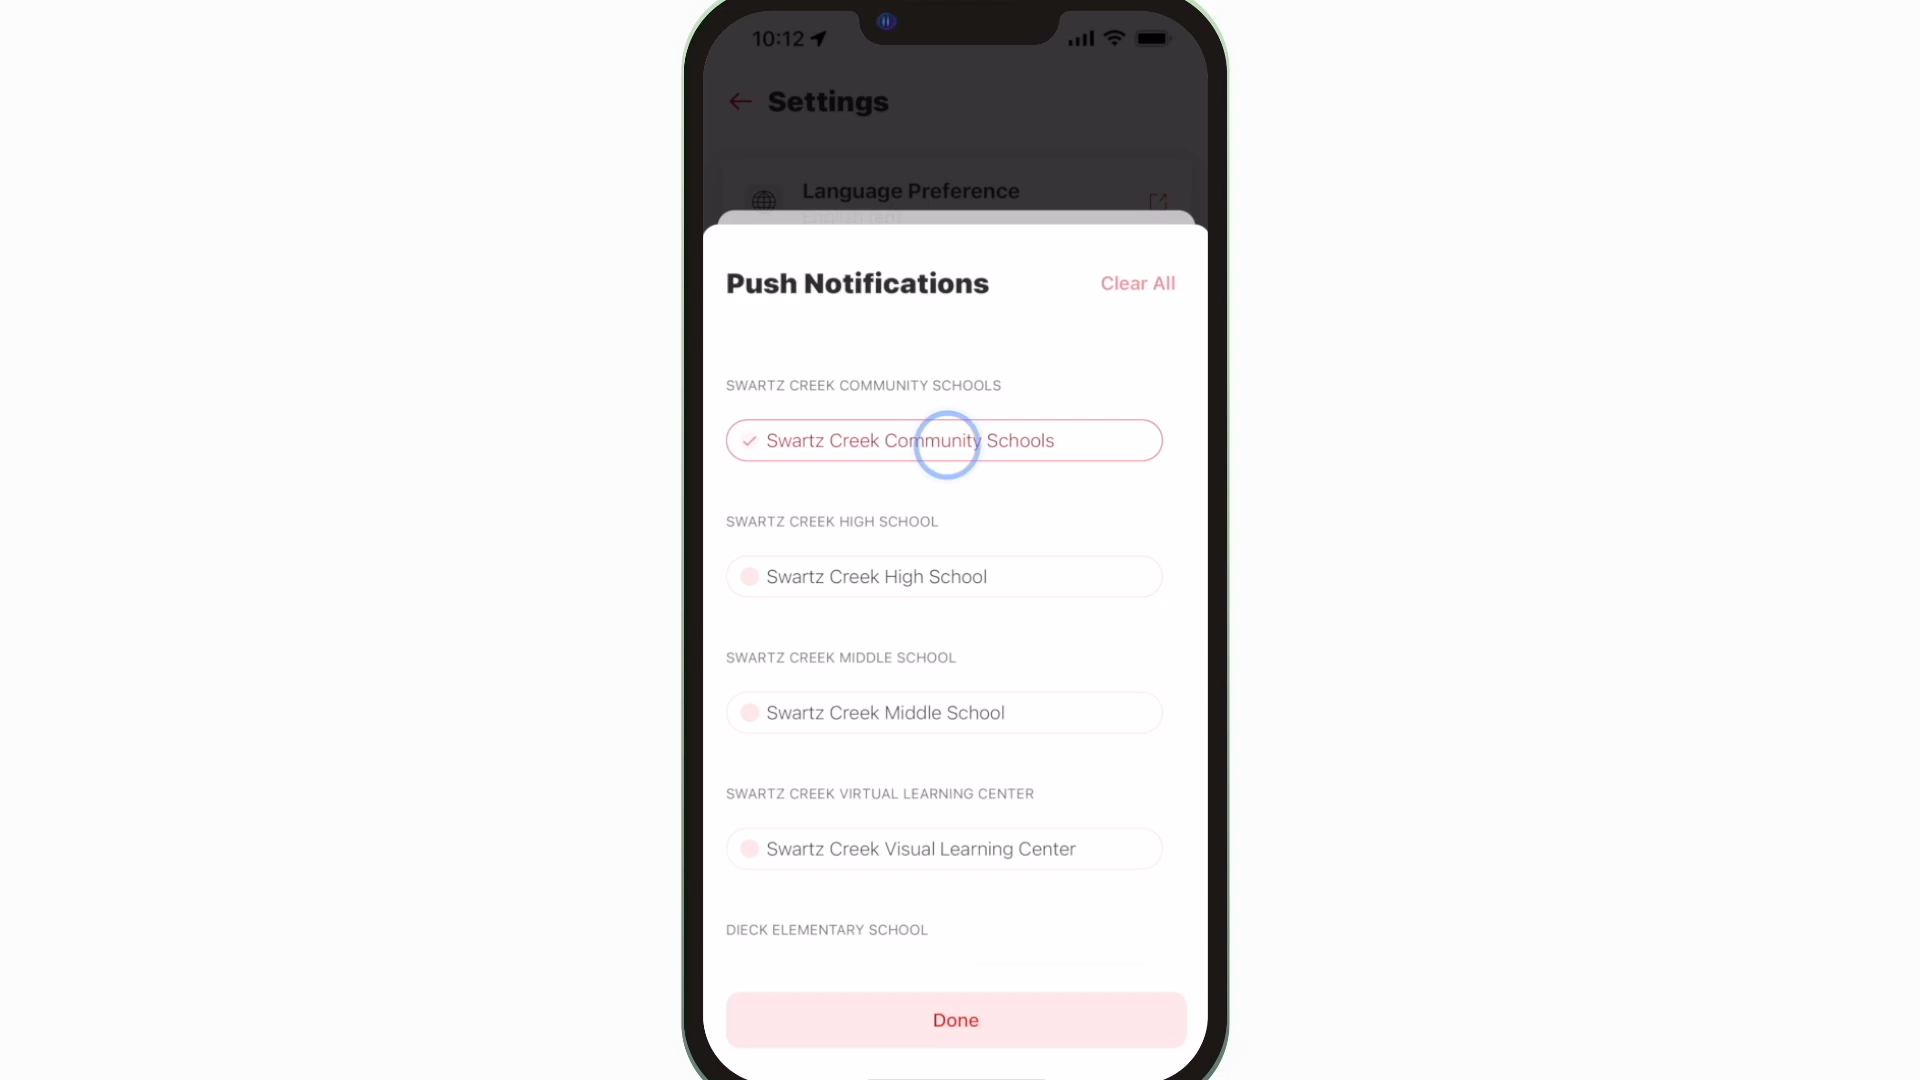 10:12
Settings
Language Preference
English (en)
Push Notifications
Clear All
SWARTZ CREEK COMMUNITY SCHOOLS
Swartz Creek Community Schools
SWARTZ CREEK HIGH SCHOOL
Swartz Creek High School
SWARTZ CREEK MIDDLE SCHOOL
Swartz Creek Middle School
SWARTZ CREEK VIRTUAL LEARNING CENTER
Swartz Creek Visual Learning Center
DIECK ELEMENTARY SCHOOL
Done